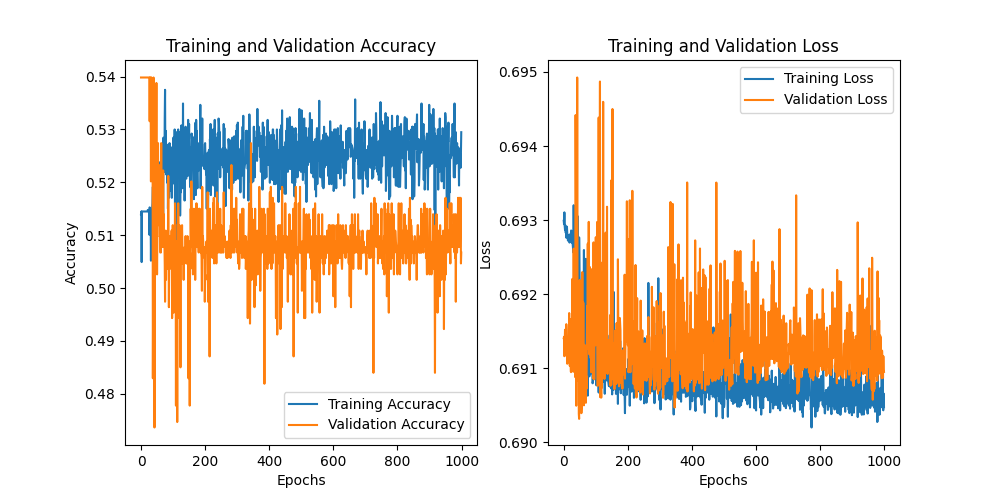 Training and Validation Accuracy
0.54
0.53
0.52
0.51
0.50
0.49
0.48
Accuracy
Training Accuracy
Validation Accuracy
0 200 400 600 800 1000
Epochs
Training and Validation Loss
0.695
0.694
0.693
0.692
0.691
0.690
Loss
Training Loss
Validation Loss
0 200 400 600 800 1000
Epochs